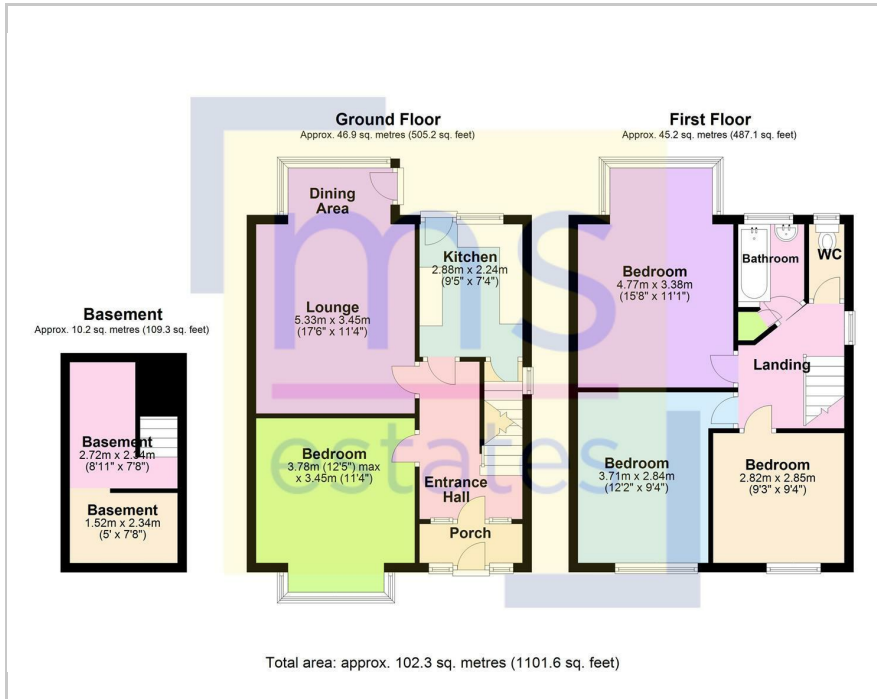 Ground Floor
Approx. 46.9 sq. metres (505.2 sq. feet)
First Floor
Approx. 45.2 sq. metres (487.1 sq. feet)
Basement
Approx. 10.2 sq. metres (109.3 sq. feet)
Dining
Area
Lounge
5.33m x 3.45m
(17'6" x 11'4")
Kitchen
2.88m x 2.24m
(9'5" x 7'4")
Bedroom
3.78m (12'5") max
x 3.45m (11'4")
Entrance
Hall
Porch
Bedroom
4.77m x 3.38m
(15'8" x 11'1")
Bathroom
WC
Landing
Bedroom
3.71m x 2.84m
(12'2" x 9'4")
Bedroom
2.82m x 2.85m
(9'3" x 9'4")
Basement
2.72m x 2.34m
(8'11" x 7'8")
Basement
1.52m x 2.34m
(5' x 7'8")
ms
estates
Total area: approx. 102.3 sq. metres (1101.6 sq. feet)